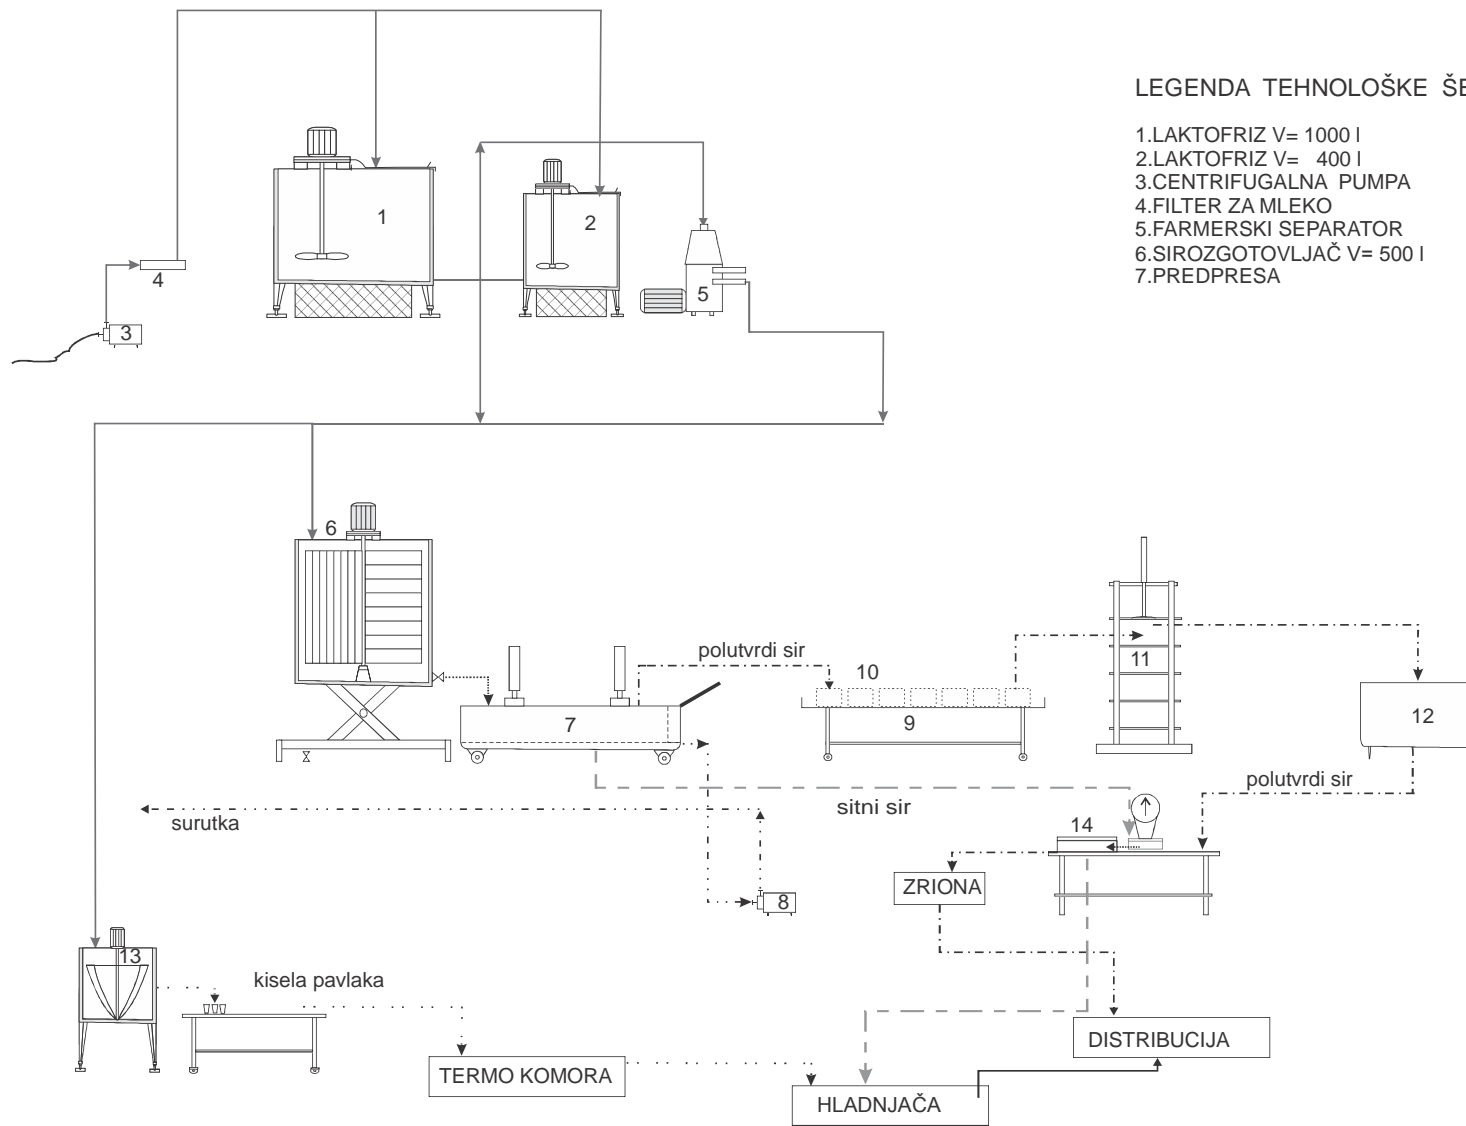 LEGENDA TEHNOLOŠKE ŠE
1.LAKTOFRIZ V= 1000 l
2.LAKTOFRIZ V= 400 l
3.CENTRIFUGALNA PUMPA
4.FILTER ZA MLEKO
5.FARMERSKI SEPARATOR
6.SIROZGOTOVLJAČ V= 500 l
7.PREDPRESA
1
2
4
5
3
6
polutvrdi sir
10
11
7
9
12
polutvrdi sir
sitni sir
surutka
14
ZRIONA
8
13
kisela pavlaka
DISTRIBUCIJA
TERMO KOMORA
HLADNJAČA